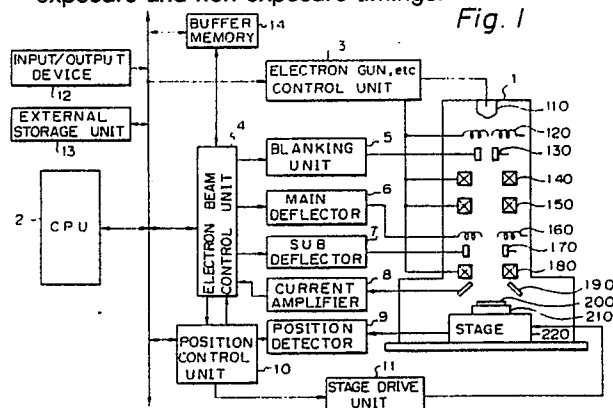 exposure and non exposure timings.
Fig. 1
BUFFER MEMORY
14
INPUT/OUTPUT DEVICE
12
EXTERNAL STORAGE UNIT
13
3
ELECTRON GUN, etc CONTROL UNIT
1
110
120
130
140
150
160
170
180
190
200
210
220
2
CPU
4
ELECTRON BEAM CONTROL UNIT
5
BLANKING UNIT
6
MAIN DEFLECTOR
7
SUB DEFLECTOR
8
CURRENT AMPLIFIER
9
POSITION DETECTOR
STAGE
POSITION CONTROL UNIT
10
11
STAGE DRIVE UNIT